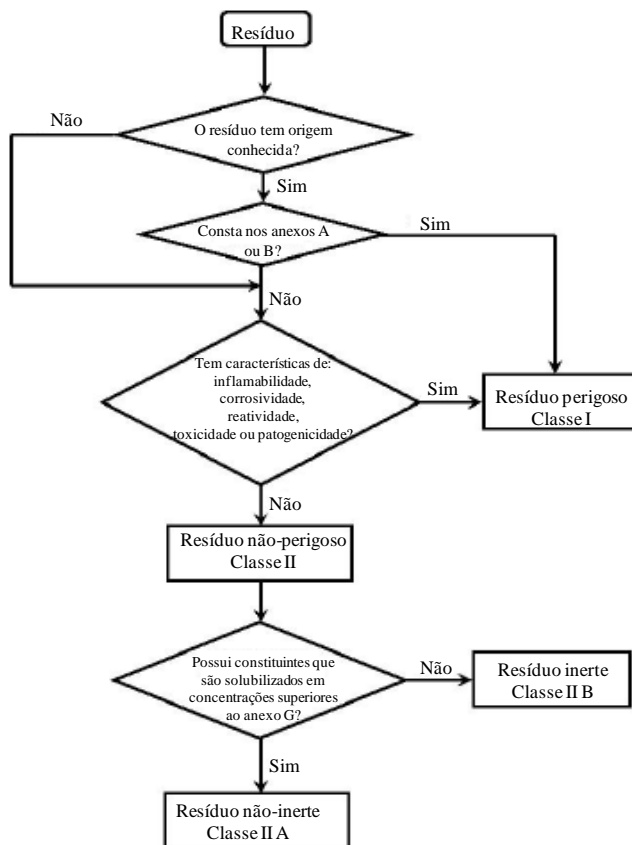 Resíduo
Não
O resíduo tem origem
conhecida?
Sim
Consta nos anexos A
ou B?
Sim
Não
Tem características de:
inflamabilidade,
corrosividade,
reatividade,
toxicidade ou patogenicidade?
Sim
Resíduo perigoso
Classe I
Não
Resíduo não-perigoso
Classe II
Possui constituintes que
são solubilizados em
concentrações superiores
ao anexo G?
Não
Resíduo inerte
Classe II B
Sim
Resíduo não-inerte
Classe II A